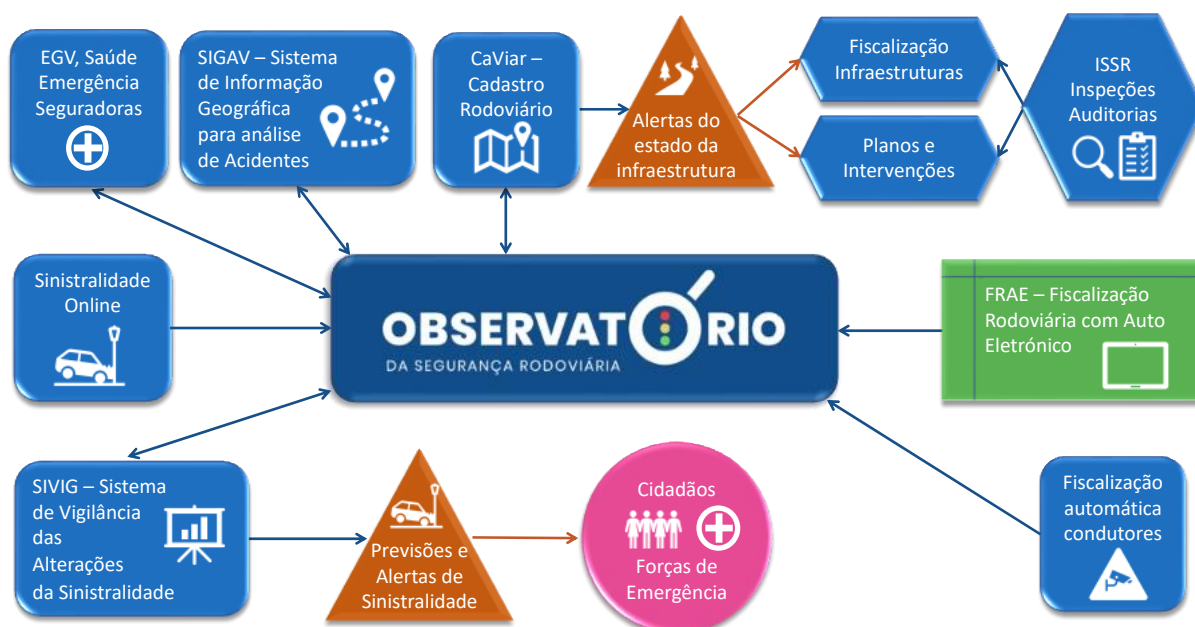 EGV, Saúde
Emergência
Seguradoras
SIGAV – Sistema
de Informação
Geográfica
para análise
de Acidentes
CaViar –
Cadastro
Rodoviário
Alertas do
estado da
infraestrutura
Fiscalização
Infraestruturas
Planos e
Intervenções
ISSR
Inspeções
Auditorias
Sinistralidade
Online
OBSERVATÓRIO
DA SEGURANÇA RODOVIÁRIA
FRAE – Fiscalização
Rodoviária com Auto
Eletrónico
SIVIG – Sistema
de Vigilância
das
Alterações
da Sinistralidade
Previsões e
Alertas de
Sinistralidade
Cidadãos
Forças de
Emergência
Fiscalização
automática
condutores